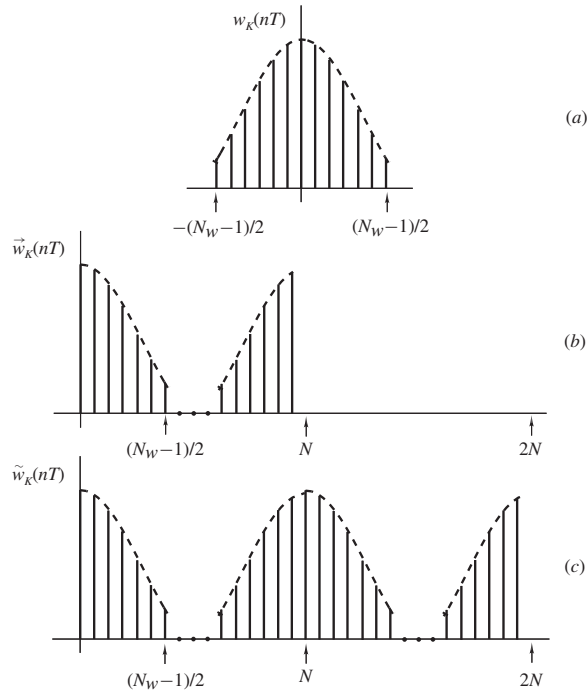 w_K(nT)
(a)
−(N_W−1)/2
(N_W−1)/2
w⃗_K(nT)
(b)
(N_W−1)/2
N
2N
w̃_K(nT)
(c)
(N_W−1)/2
N
2N